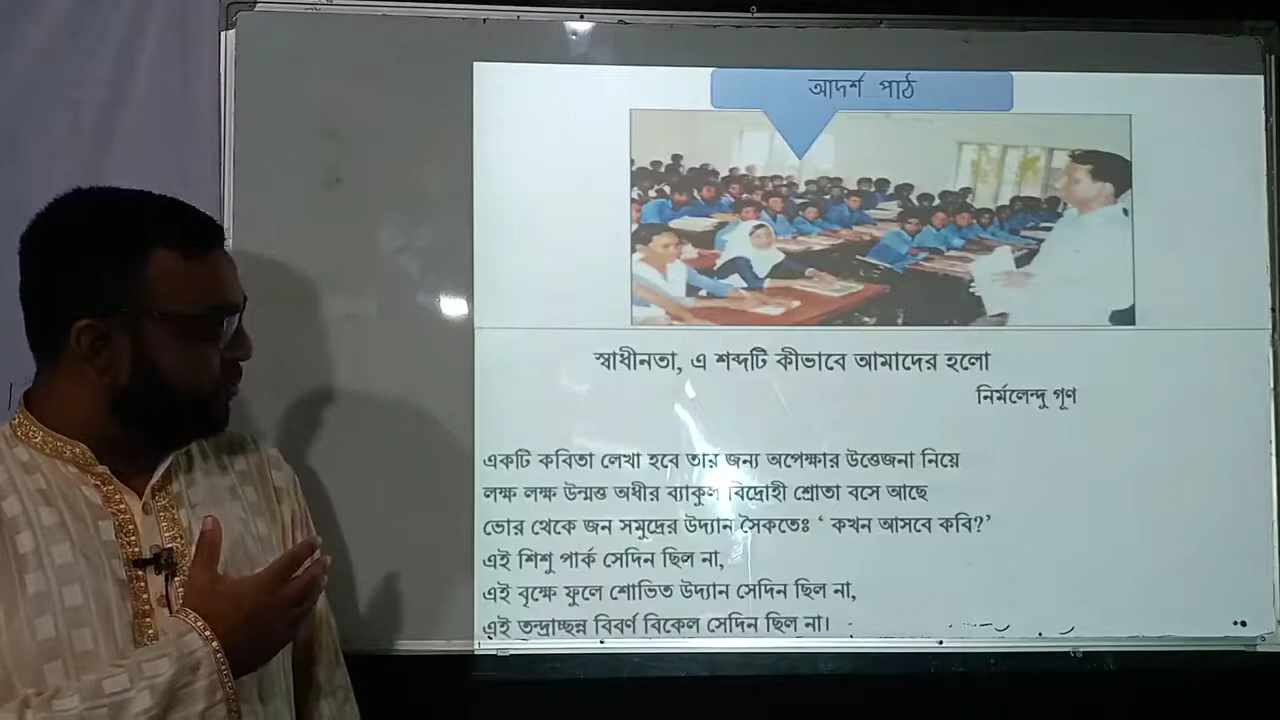 আদর্শ পাঠ
স্বাধীনতা, এ শব্দটি কীভাবে আমাদের হলো
নির্মলেন্দু গূণ
একটি কবিতা লেখা হবে তার জন্য অপেক্ষার উত্তেজনা নিয়ে
লক্ষ লক্ষ উন্মত্ত অধীর ব্যাকুল বিদ্রোহী শ্রোতা বসে আছে
ভোর থেকে জন সমুদ্রের উদ্যান সৈকতেঃ ‘ কখন আসবে কবি?’
এই শিশু পার্ক সেদিন ছিল না,
এই বৃক্ষে ফুলে শোভিত উদ্যান সেদিন ছিল না,
এই তন্দ্রাচ্ছন্ন বিবর্ণ বিকেল সেদিন ছিল না।